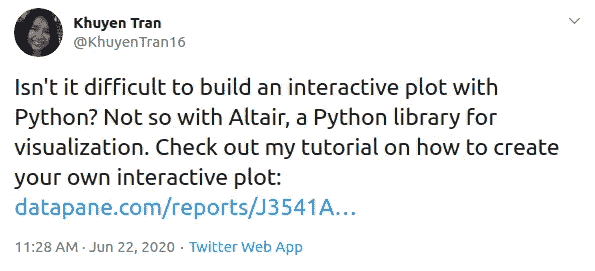 Khuyen Tran
@KhuyenTran16
Isn't it difficult to build an interactive plot with
Python? Not so with Altair, a Python library for
visualization. Check out my tutorial on how to create
your own interactive plot:
datapane.com/reports/J3541A…
11:28 AM · Jun 22, 2020 · Twitter Web App